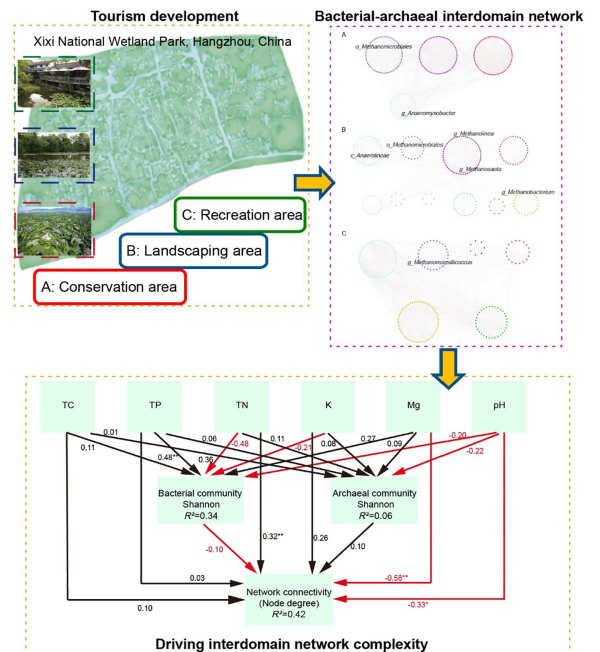 Tourism development
Xixi National Wetland Park, Hangzhou, China
C: Recreation area
B: Landscaping area
A: Conservation area
Bacterial-archaeal interdomain network
A
o_Methanomicrobiales
g_Anaeromyxobacter
B
g_Methanolinea
o_Methanomicrobiales
c_Anaerolineae
g_Methanosaeta
g_Methanobacterium
C
g_Methanomassiliicoccus
TC
TP
TN
K
Mg
pH
0.01
0.11
0.48**
0.06
0.36
-0.48
0.11
-0.21
0.08
0.27
0.09
-0.20
-0.22
Bacterial community
Shannon
R²=0.34
Archaeal community
Shannon
R²=0.06
-0.10
0.32**
0.26
0.10
0.03
0.10
-0.58**
-0.33*
Network connectivity
(Node degree)
R²=0.42
Driving interdomain network complexity